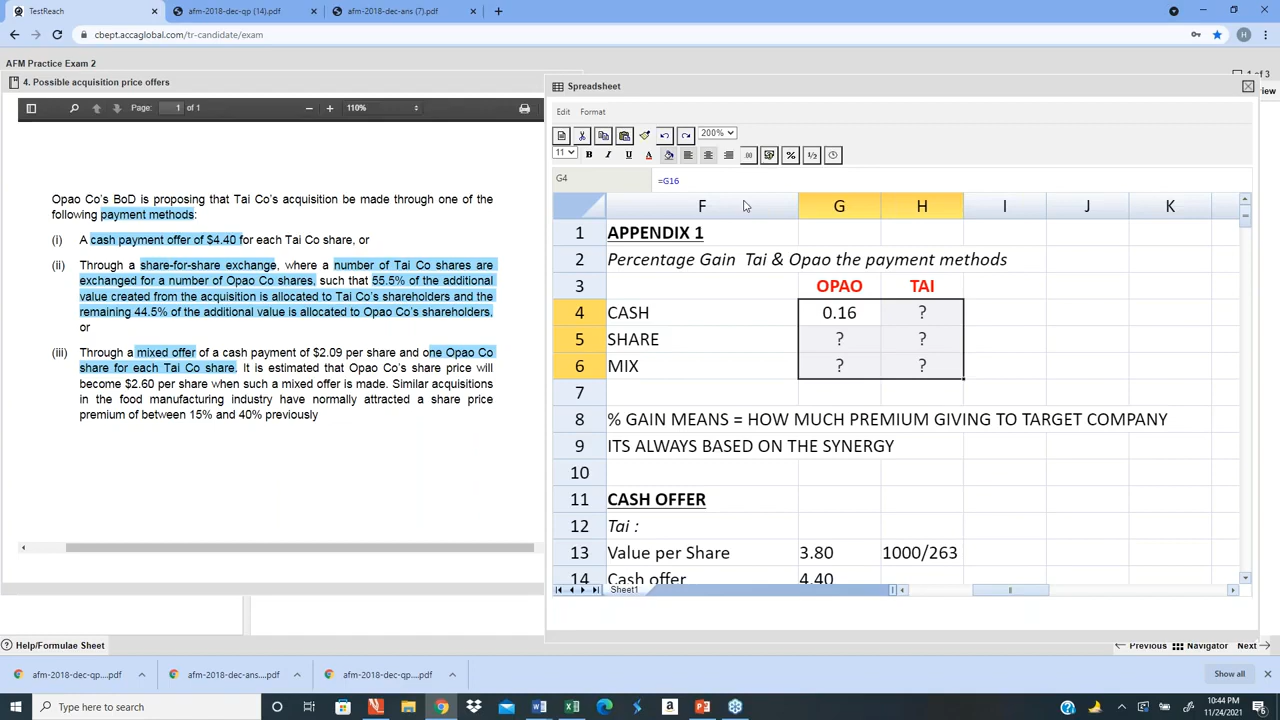 TestReach
afm-2018-dec-qp (14).pdf
afm-2018-dec-ans (7).pdf
cbept.accaglobal.com/tr-candidate/exam
H
AFM Practice Exam 2
4. Possible acquisition price offers
1 of 3
Page: 1 of 1
110%
Opao Co's BoD is proposing that Tai Co's acquisition be made through one of the
following payment methods:
(i) A cash payment offer of $4.40 for each Tai Co share, or
(ii) Through a share-for-share exchange, where a number of Tai Co shares are
exchanged for a number of Opao Co shares, such that 55.5% of the additional
value created from the acquisition is allocated to Tai Co's shareholders and the
remaining 44.5% of the additional value is allocated to Opao Co's shareholders,
or
(iii) Through a mixed offer of a cash payment of $2.09 per share and one Opao Co
share for each Tai Co share. It is estimated that Opao Co's share price will
become $2.60 per share when such a mixed offer is made. Similar acquisitions
in the food manufacturing industry have normally attracted a share price
premium of between 15% and 40% previously
Spreadsheet
Edit Format
200%
11 B I U A .00 % 1/2
G4 =G16
F G H I J K
1 APPENDIX 1
2 Percentage Gain Tai & Opao the payment methods
3 OPAO TAI
4 CASH 0.16 ?
5 SHARE ? ?
6 MIX ? ?
7
8 % GAIN MEANS = HOW MUCH PREMIUM GIVING TO TARGET COMPANY
9 ITS ALWAYS BASED ON THE SYNERGY
10
11 CASH OFFER
12 Tai :
13 Value per Share 3.80 1000/263
14 Cash offer 4.40
Sheet1
Help/Formulae Sheet
Previous Navigator Next
afm-2018-dec-qp....pdf
afm-2018-dec-ans....pdf
afm-2018-dec-qp....pdf
Show all
Type here to search
10:44 PM
11/24/2021